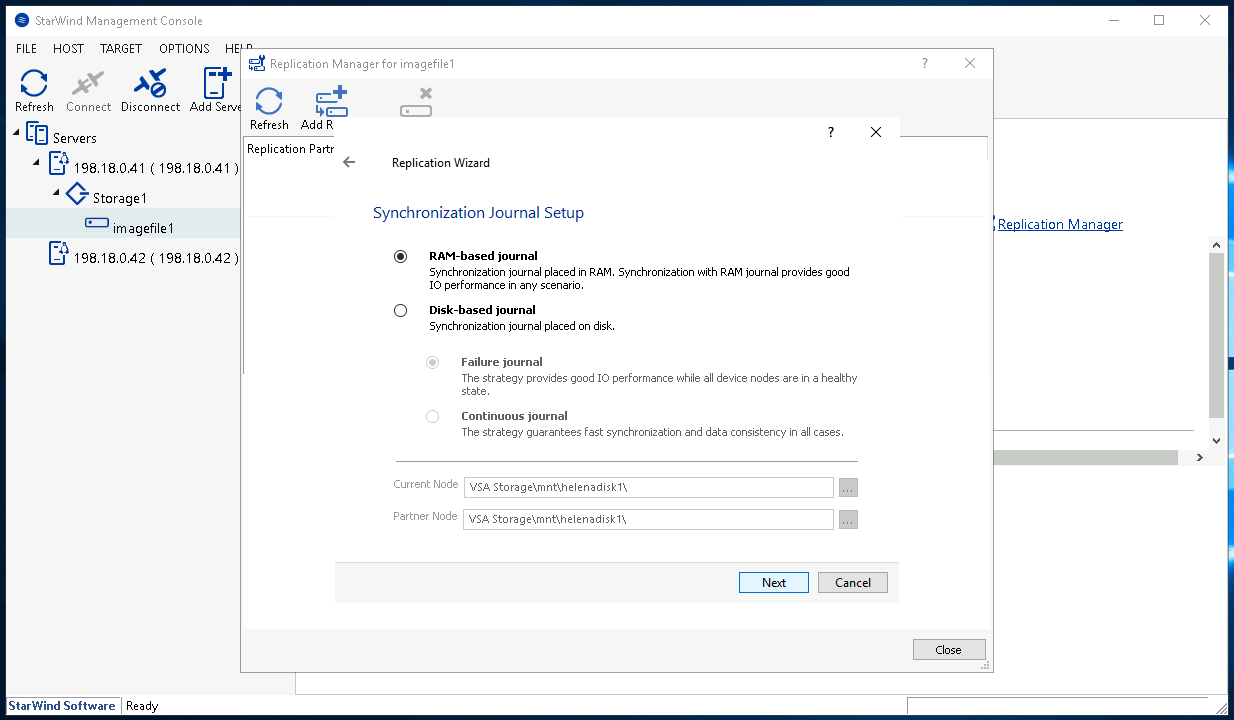 StarWind Management Console
FILE HOST TARGET OPTIONS HELP
Replication Manager for imagefile1
?
Refresh Connect Disconnect Add Serve
Refresh Add R
Servers
198.18.0.41 ( 198.18.0.41 )
Storage1
imagefile1
198.18.0.42 ( 198.18.0.42 )
Replication Partn
?
Replication Wizard
Synchronization Journal Setup
RAM-based journal
Synchronization journal placed in RAM. Synchronization with RAM journal provides good
IO performance in any scenario.
Disk-based journal
Synchronization journal placed on disk.
Failure journal
The strategy provides good IO performance while all device nodes are in a healthy
state.
Continuous journal
The strategy guarantees fast synchronization and data consistency in all cases.
Current Node VSA Storage\mnt\helenadisk1\ ...
Partner Node VSA Storage\mnt\helenadisk1\ ...
Next Cancel
Replication Manager
Close
StarWind Software Ready